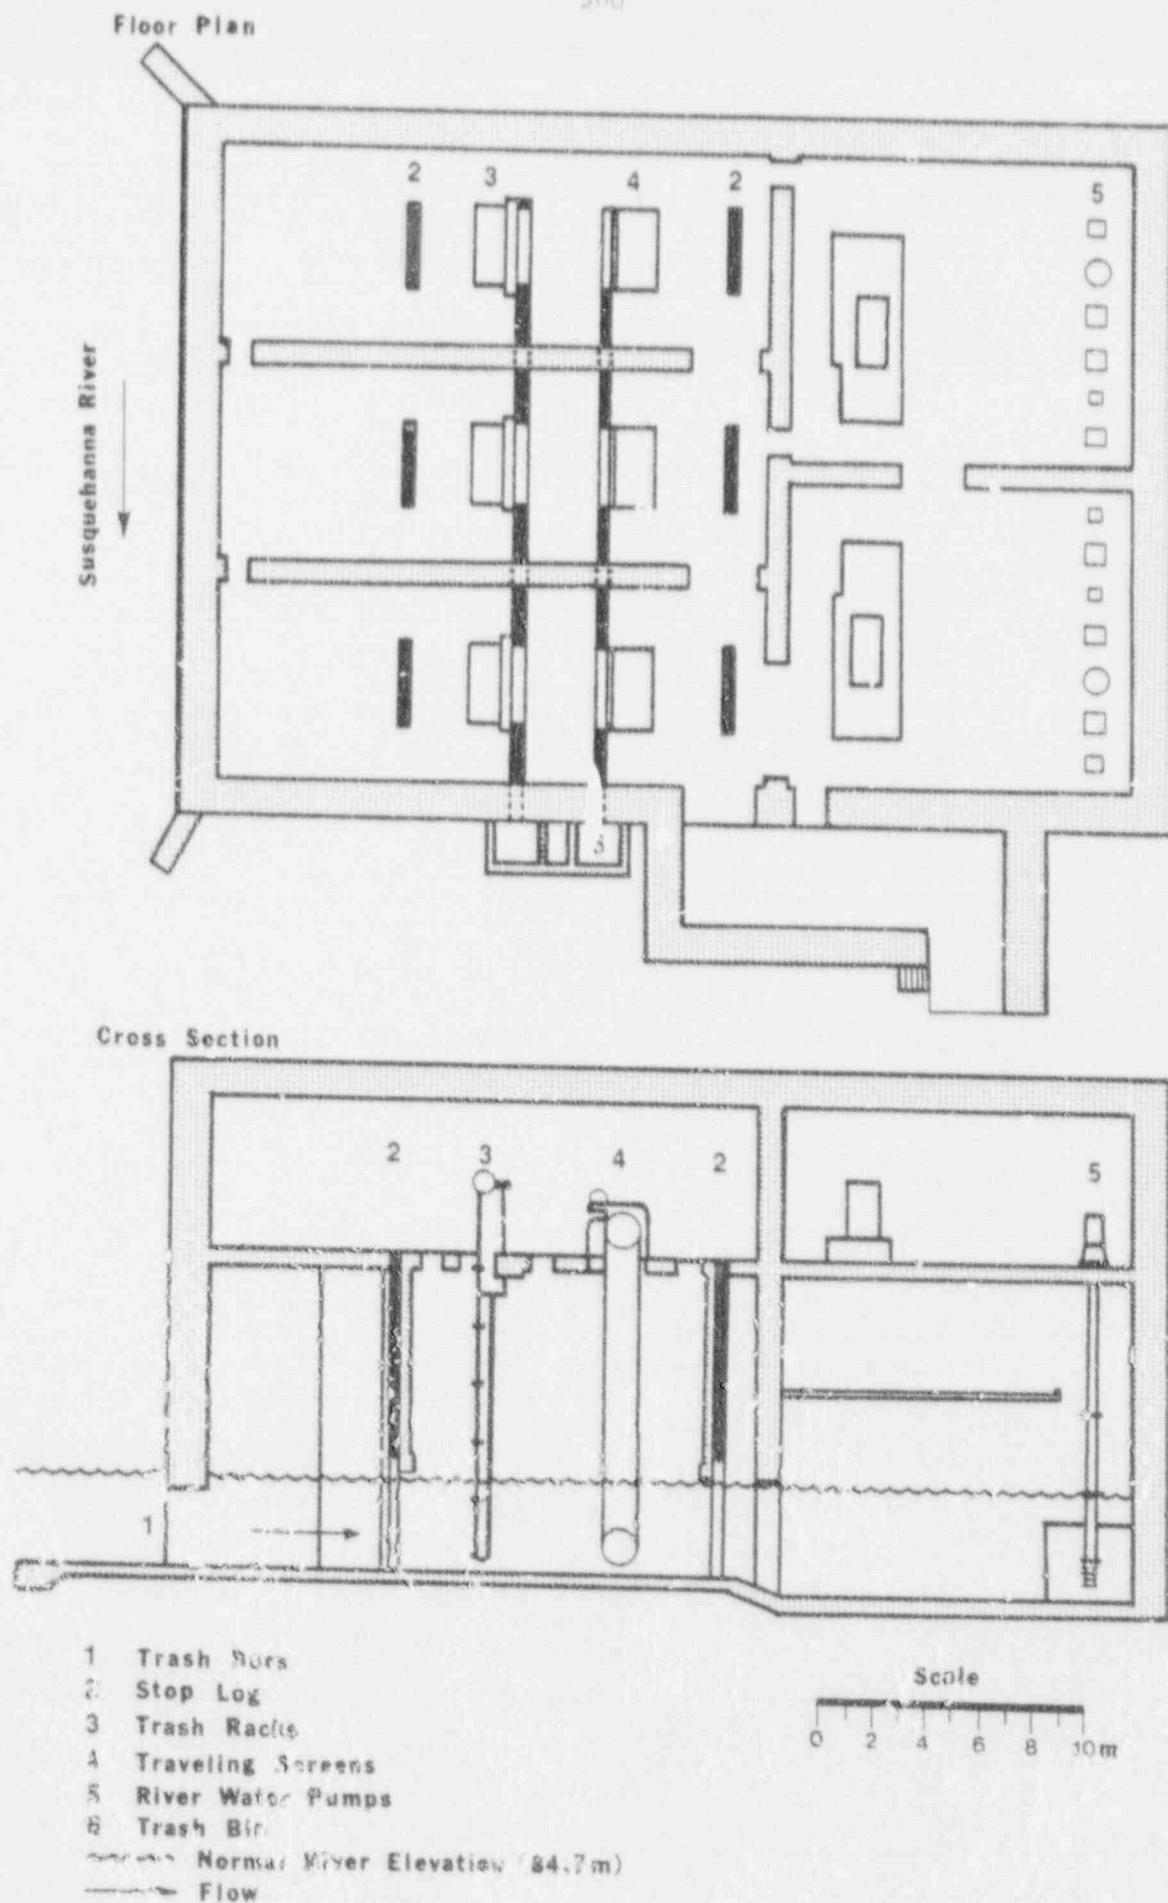 Floor Plan
2 3 4 2 5
Susquehanna River
6
Cross Section
2 3 4 2 5
1
1 Trash Bars
2 Stop Log
3 Trash Racks
4 Traveling Screens
5 River Water Pumps
6 Trash Bin
Normal River Elevation (84.7m)
Flow
Scale
0 2 4 6 8 10m